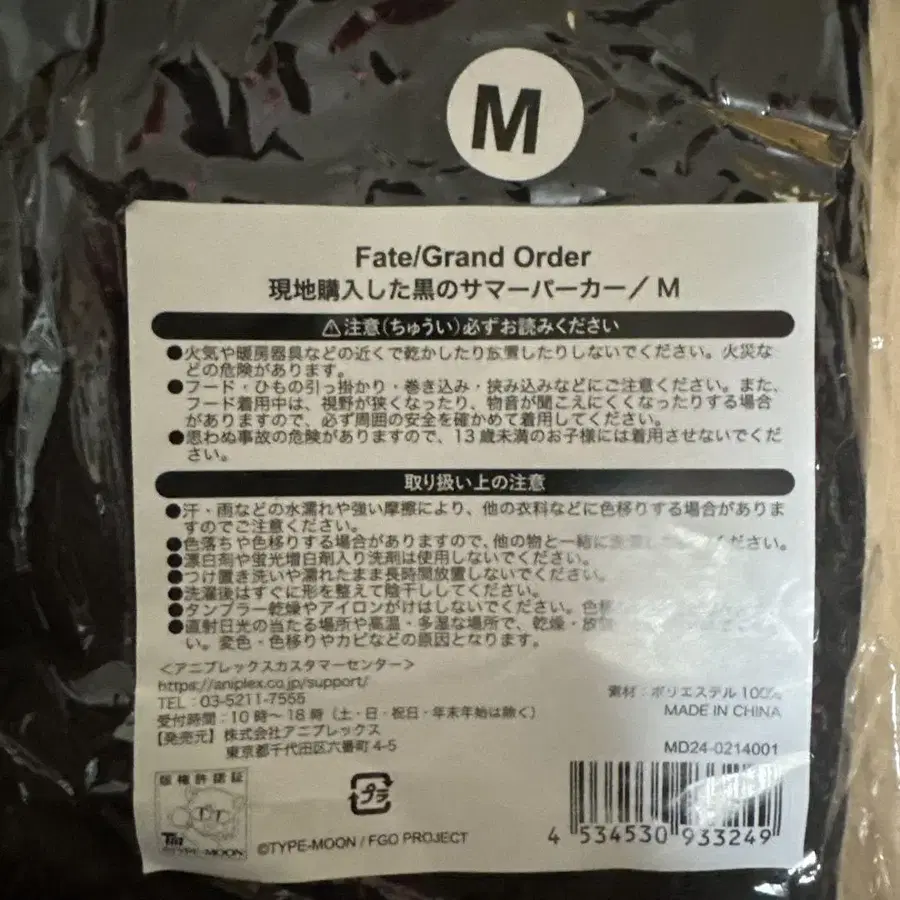 M
Fate/Grand Order
現地購入した黒のサマーパーカー/ M
⚠注意(ちゅうい)必ずお読みください
●火気や暖房器具などの近くで乾かしたり放置したりしないでください。火災な
どの危険があります。
●フード・ひもの引っ掛かり・巻き込み・挟み込みなどにご注意ください。また、
フード着用中は、視野が狭くなったり、物音が聞こえにくくなったりする場合
がありますので、必ず周囲の安全を確かめて着用してください。
●思わぬ事故の危険がありますので、13歳未満のお子様には着用させないでくだ
さい。
取り扱い上の注意
●汗・雨などの水濡れや強い摩擦により、他の衣料などに色移りする場合がありま
すのでご注意ください。
●色落ちや色移りする場合がありますので、他の物と一緒に
ください。
●漂白剤や蛍光増白剤入り洗剤は使用しないでください。
●つけ置き洗いや濡れたまま長時間放置しないでください。
●洗濯後はすぐに形を整えて陰干ししてください。
●タンブラー乾燥やアイロンがけはしないでください。
●直射日光の当たる場所や高温・多湿な場所で、乾燥・
い。変色・色移りやカビなどの原因となります。
<アニプレックスカスタマーセンター>
https://aniplex.co.jp/support/
TEL:03-5211-7555
受付時間:10時~18時(土・日・祝日・年末年始は除く)
【発売元】株式会社アニプレックス
東京都千代田区六番町4-5
素材:ポリエステル100%
MADE IN CHINA
MD24-0214001
版権許諾証
TM
©TYPE-MOON
プラ
©TYPE-MOON / FGO PROJECT
4 534530 933249